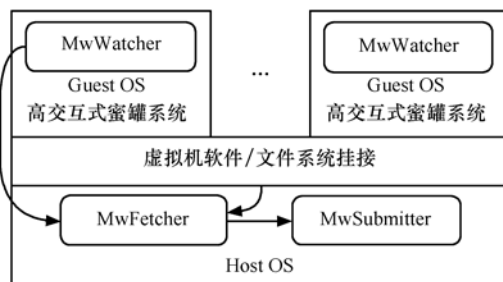 MwWatcher
Guest OS
高交互式蜜罐系统
...
MwWatcher
Guest OS
高交互式蜜罐系统
虚拟机软件/文件系统挂接
MwFetcher
MwSubmitter
Host OS